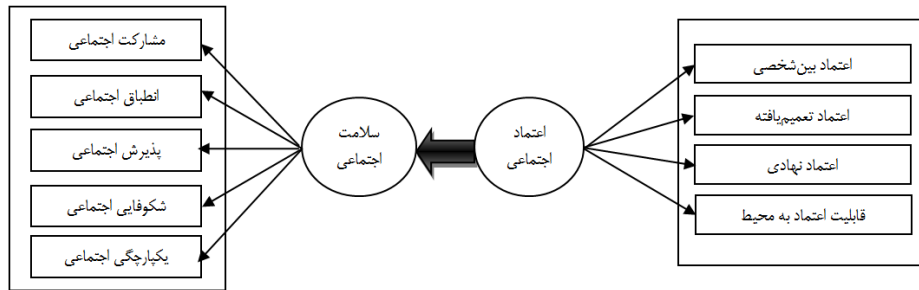 اعتماد بین‌شخصی
اعتماد تعمیم‌یافته
اعتماد نهادی
قابلیت اعتماد به محیط
اعتماد
اجتماعی
سلامت
اجتماعی
مشارکت اجتماعی
انطباق اجتماعی
پذیرش اجتماعی
شکوفایی اجتماعی
یکپارچگی اجتماعی